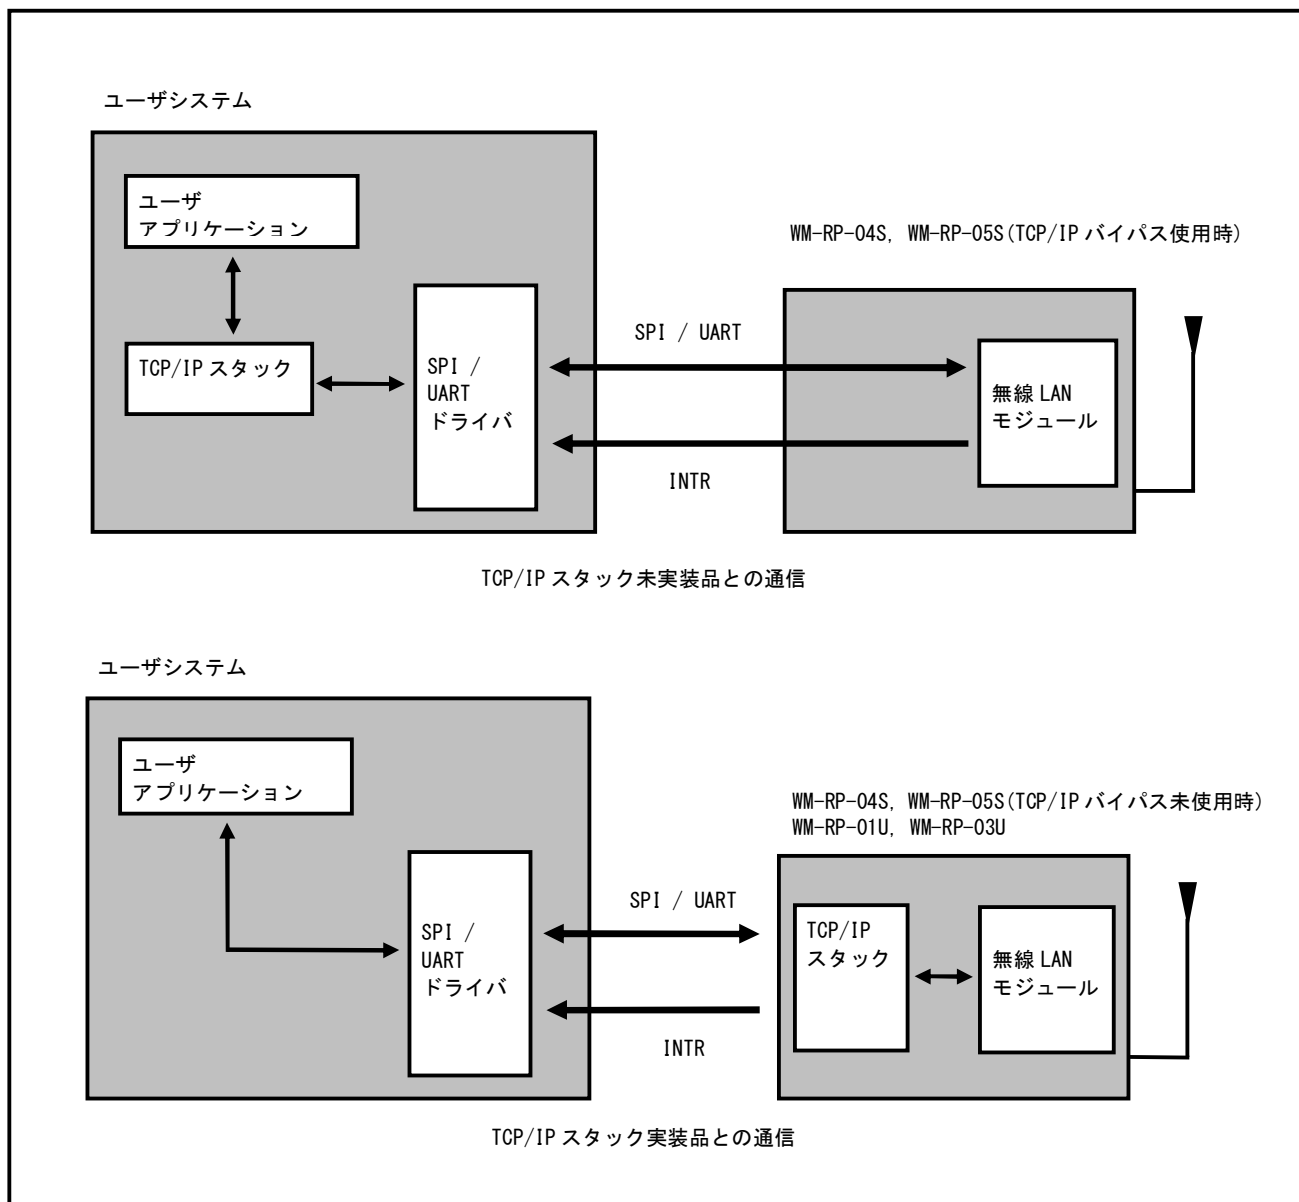 ユーザシステム
ユーザ
アプリケーション
WM-RP-04S, WM-RP-05S(TCP/IP バイパス使用時)
SPI / UART
TCP/IP スタック
SPI /
UART
ドライバ
無線 LAN
モジュール
INTR
TCP/IP スタック未実装品との通信
ユーザシステム
ユーザ
アプリケーション
WM-RP-04S, WM-RP-05S(TCP/IP バイパス未使用時)
WM-RP-01U, WM-RP-03U
SPI / UART
SPI /
UART
ドライバ
TCP/IP
スタック
無線 LAN
モジュール
INTR
TCP/IP スタック実装品との通信